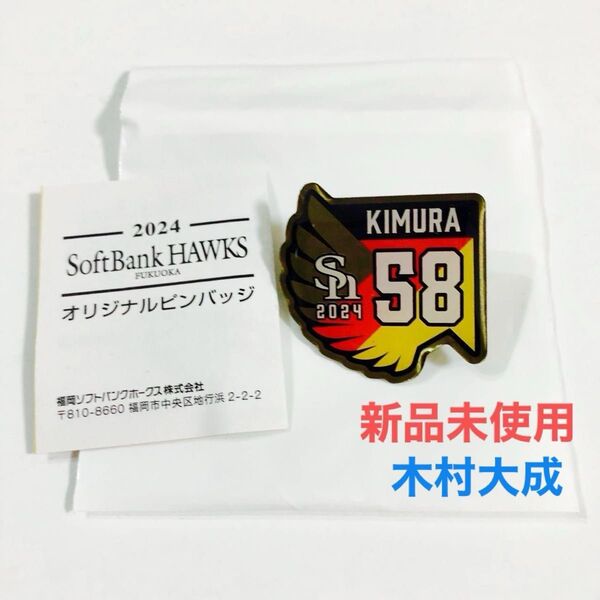 2024
SoftBank HAWKS
FUKUOKA
オリジナルピンバッジ
福岡ソフトバンクホークス株式会社
〒810-8660 福岡市中央区地行浜 2-2-2
KIMURA
Sh
2024
58
新品未使用
木村大成